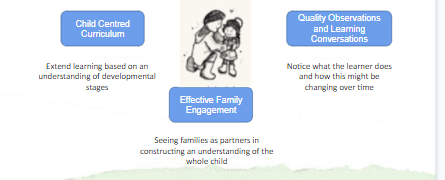 Child Centred
Curriculum
Extend learning based on an
understanding of developmental
stages
Quality Observations
and Learning
Conversations
Notice what the learner does
and how this might be
changing over time
Effective Family
Engagement
Seeing families as partners in
constructing an understanding of the
whole child